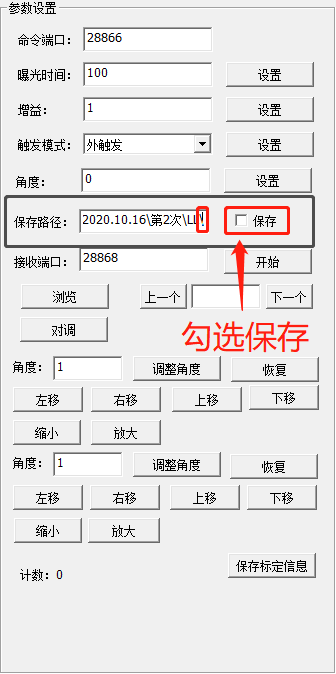 参数设置
命令端口： 28866
曝光时间： 100 设置
增益： 1 设置
触发模式： 外触发 设置
角度： 0 设置
保存路径： 2020.10.16\第2次\LL\ 保存
接收端口： 28868 开始
浏览 上一个 下一个
勾选保存
对调
角度： 1 调整角度 恢复
左移 右移 上移 下移
缩小 放大
角度： 1 调整角度 恢复
左移 右移 上移 下移
缩小 放大
计数：0 保存标定信息